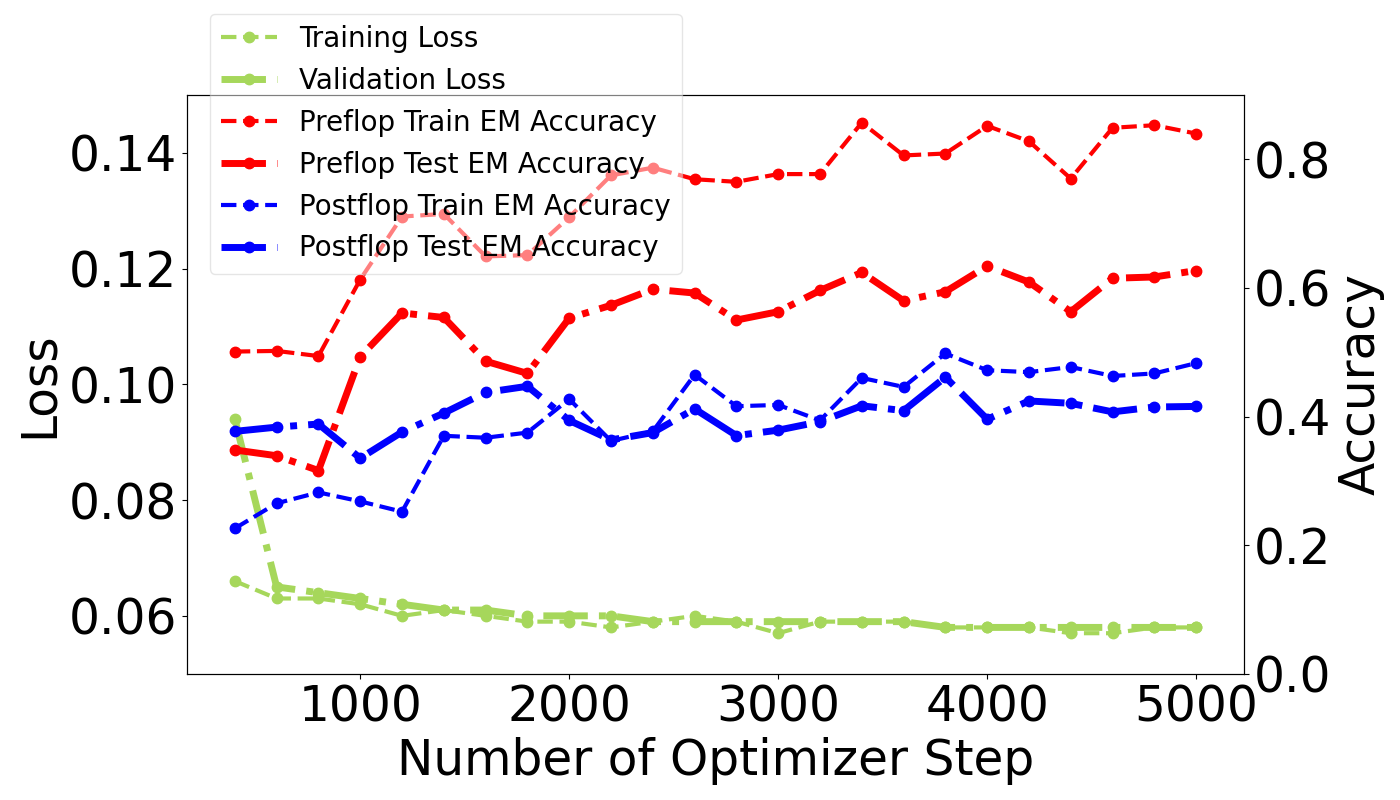 Training Loss
Validation Loss
Preflop Train EM Accuracy
Preflop Test EM Accuracy
Postflop Train EM Accuracy
Postflop Test EM Accuracy
0.14
0.12
0.10
0.08
0.06
Loss
0.8
0.6
0.4
0.2
0.0
Accuracy
1000 2000 3000 4000 5000
Number of Optimizer Step